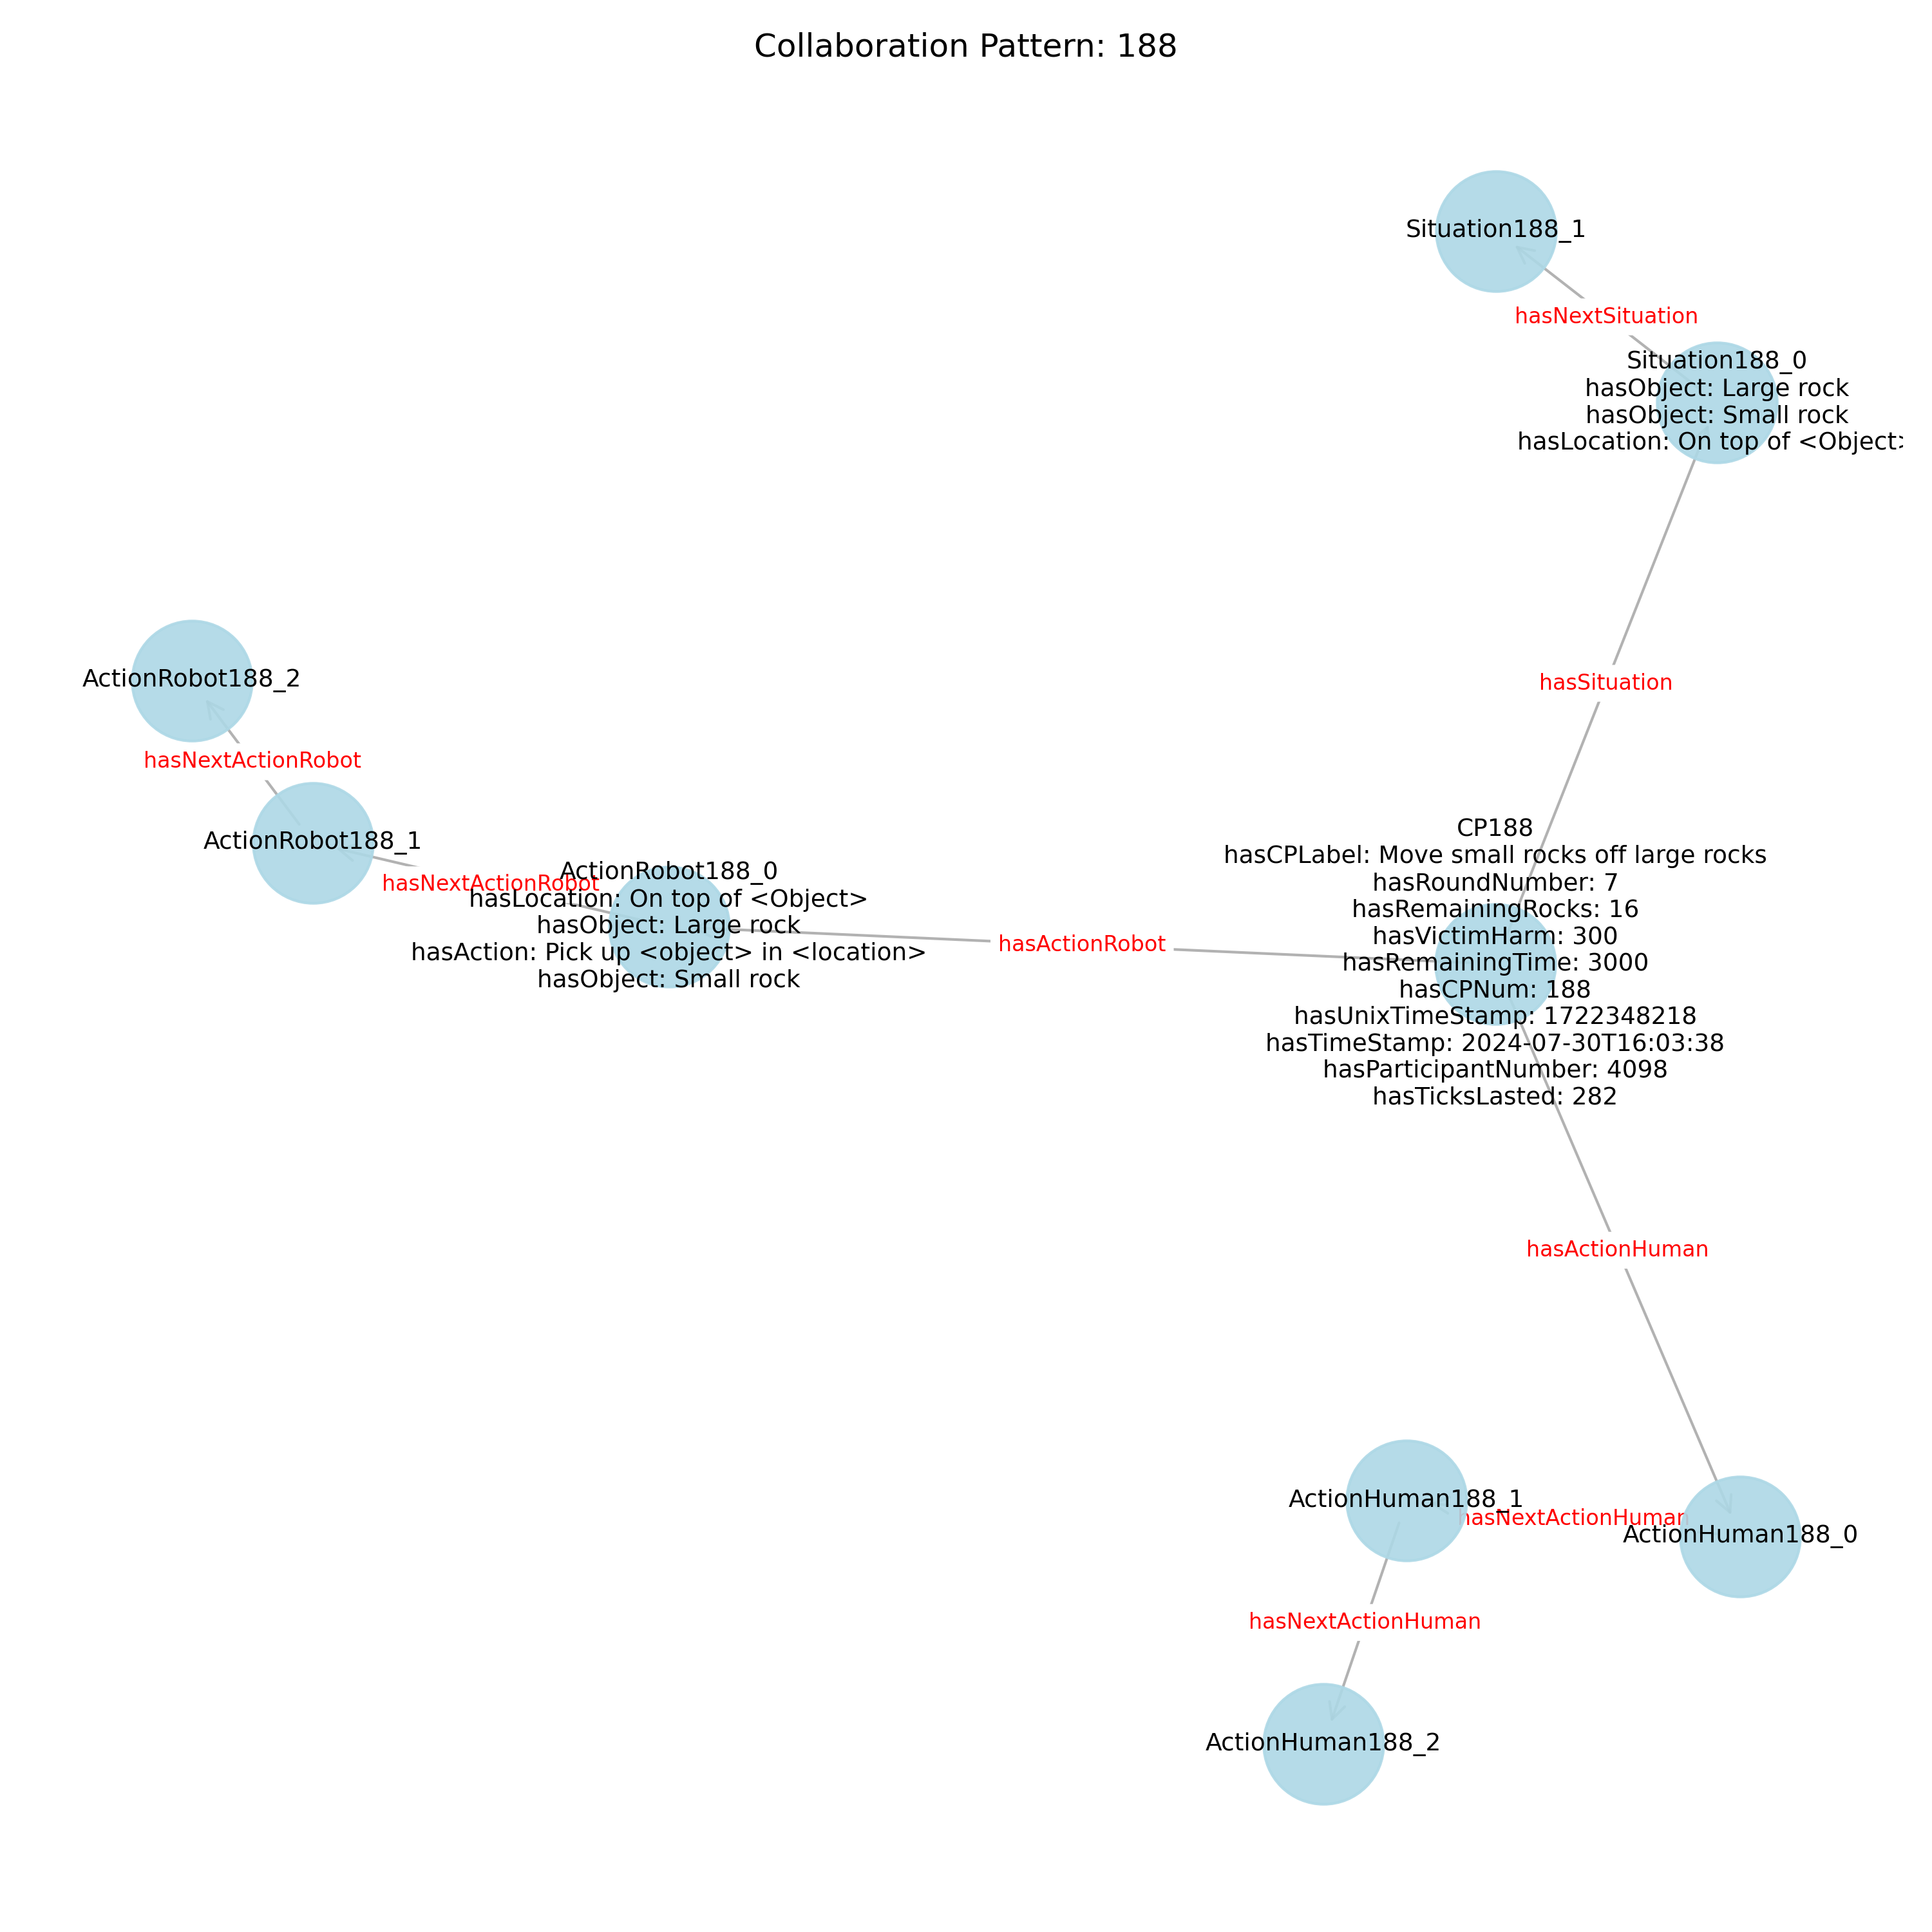 Collaboration Pattern: 188
Situation188_1
hasNextSituation
Situation188_0
hasObject: Large rock
hasObject: Small rock
hasLocation: On top of <Object>
hasSituation
ActionRobot188_2
hasNextActionRobot
ActionRobot188_1
hasNextActionRobot
ActionRobot188_0
hasLocation: On top of <Object>
hasObject: Large rock
hasAction: Pick up <object> in <location>
hasObject: Small rock
hasActionRobot
CP188
hasCPLabel: Move small rocks off large rocks
hasRoundNumber: 7
hasRemainingRocks: 16
hasVictimHarm: 300
hasRemainingTime: 3000
hasCPNum: 188
hasUnixTimeStamp: 1722348218
hasTimeStamp: 2024-07-30T16:03:38
hasParticipantNumber: 4098
hasTicksLasted: 282
hasActionHuman
ActionHuman188_1
hasNextActionHuman
ActionHuman188_0
hasNextActionHuman
ActionHuman188_2